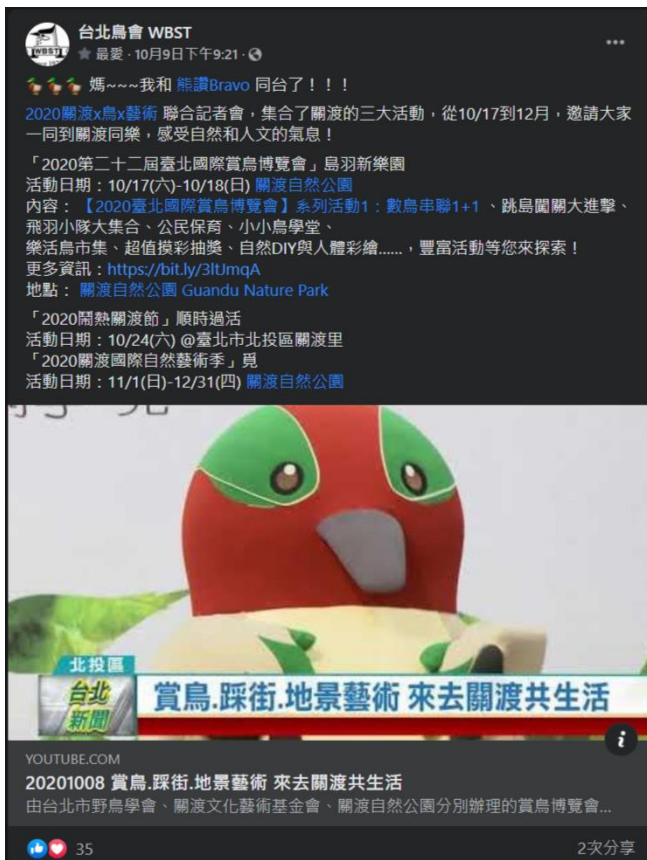 台北鳥會 WBST
最愛 · 10月9日下午9:21 ·
媽~~~我和 熊讚Bravo 同台了！！！
2020關渡x鳥x藝術 聯合記者會，集合了關渡的三大活動，從10/17到12月，邀請大家
一同到關渡同樂，感受自然和人文的氣息！
「2020第二十二屆臺北國際賞鳥博覽會」島羽新樂園
活動日期：10/17(六)-10/18(日) 關渡自然公園
內容：【2020臺北國際賞鳥博覽會】系列活動1：數鳥串聯1+1 、跳島闖關大進擊、
飛羽小隊大集合、公民保育、小小鳥學堂、
樂活鳥市集、超值摸彩抽獎、自然DIY與人體彩繪......，豐富活動等您來探索！
更多資訊：https://bit.ly/3ltJmqA
地點： 關渡自然公園 Guandu Nature Park
「2020鬧熱關渡節」順時過活
活動日期：10/24(六) @臺北市北投區關渡里
「2020關渡國際自然藝術季」覓
活動日期：11/1(日)-12/31(四) 關渡自然公園
北投區
台北
新聞
賞鳥.踩街.地景藝術 來去關渡共生活
YOUTUBE.COM
20201008 賞鳥.踩街.地景藝術 來去關渡共生活
由台北市野鳥學會、關渡文化藝術基金會、關渡自然公園分別辦理的賞鳥博覽會...
35
2次分享